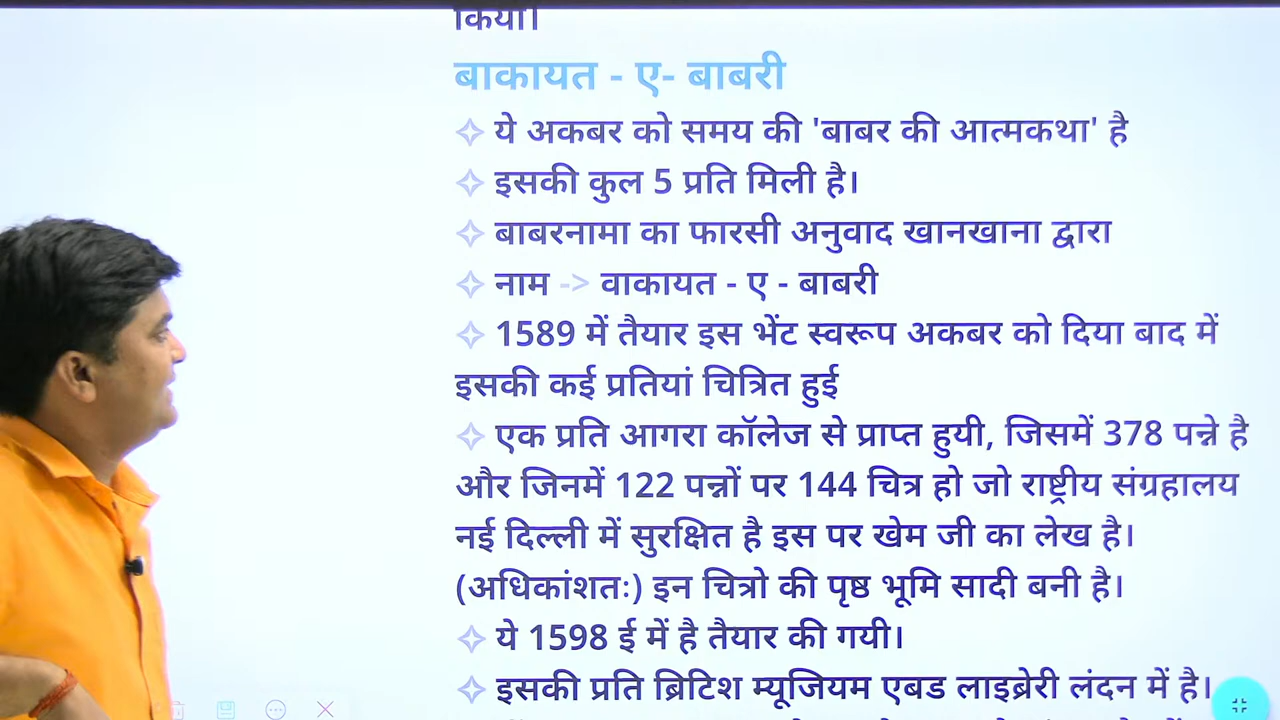 किया।
बाकायत - ए- बाबरी
ये अकबर को समय की 'बाबर की आत्मकथा' है
इसकी कुल 5 प्रति मिली है।
बाबरनामा का फारसी अनुवाद खानखाना द्वारा
नाम -> वाकायत - ए - बाबरी
1589 में तैयार इस भेंट स्वरूप अकबर को दिया बाद में
इसकी कई प्रतियां चित्रित हुई
एक प्रति आगरा कॉलेज से प्राप्त हुयी, जिसमें 378 पन्ने है
और जिनमें 122 पन्नों पर 144 चित्र हो जो राष्ट्रीय संग्रहालय
नई दिल्ली में सुरक्षित है इस पर खेम जी का लेख है।
(अधिकांशतः) इन चित्रो की पृष्ठ भूमि सादी बनी है।
ये 1598 ई में है तैयार की गयी।
इसकी प्रति ब्रिटिश म्यूजियम एबड लाइब्रेरी लंदन में है।